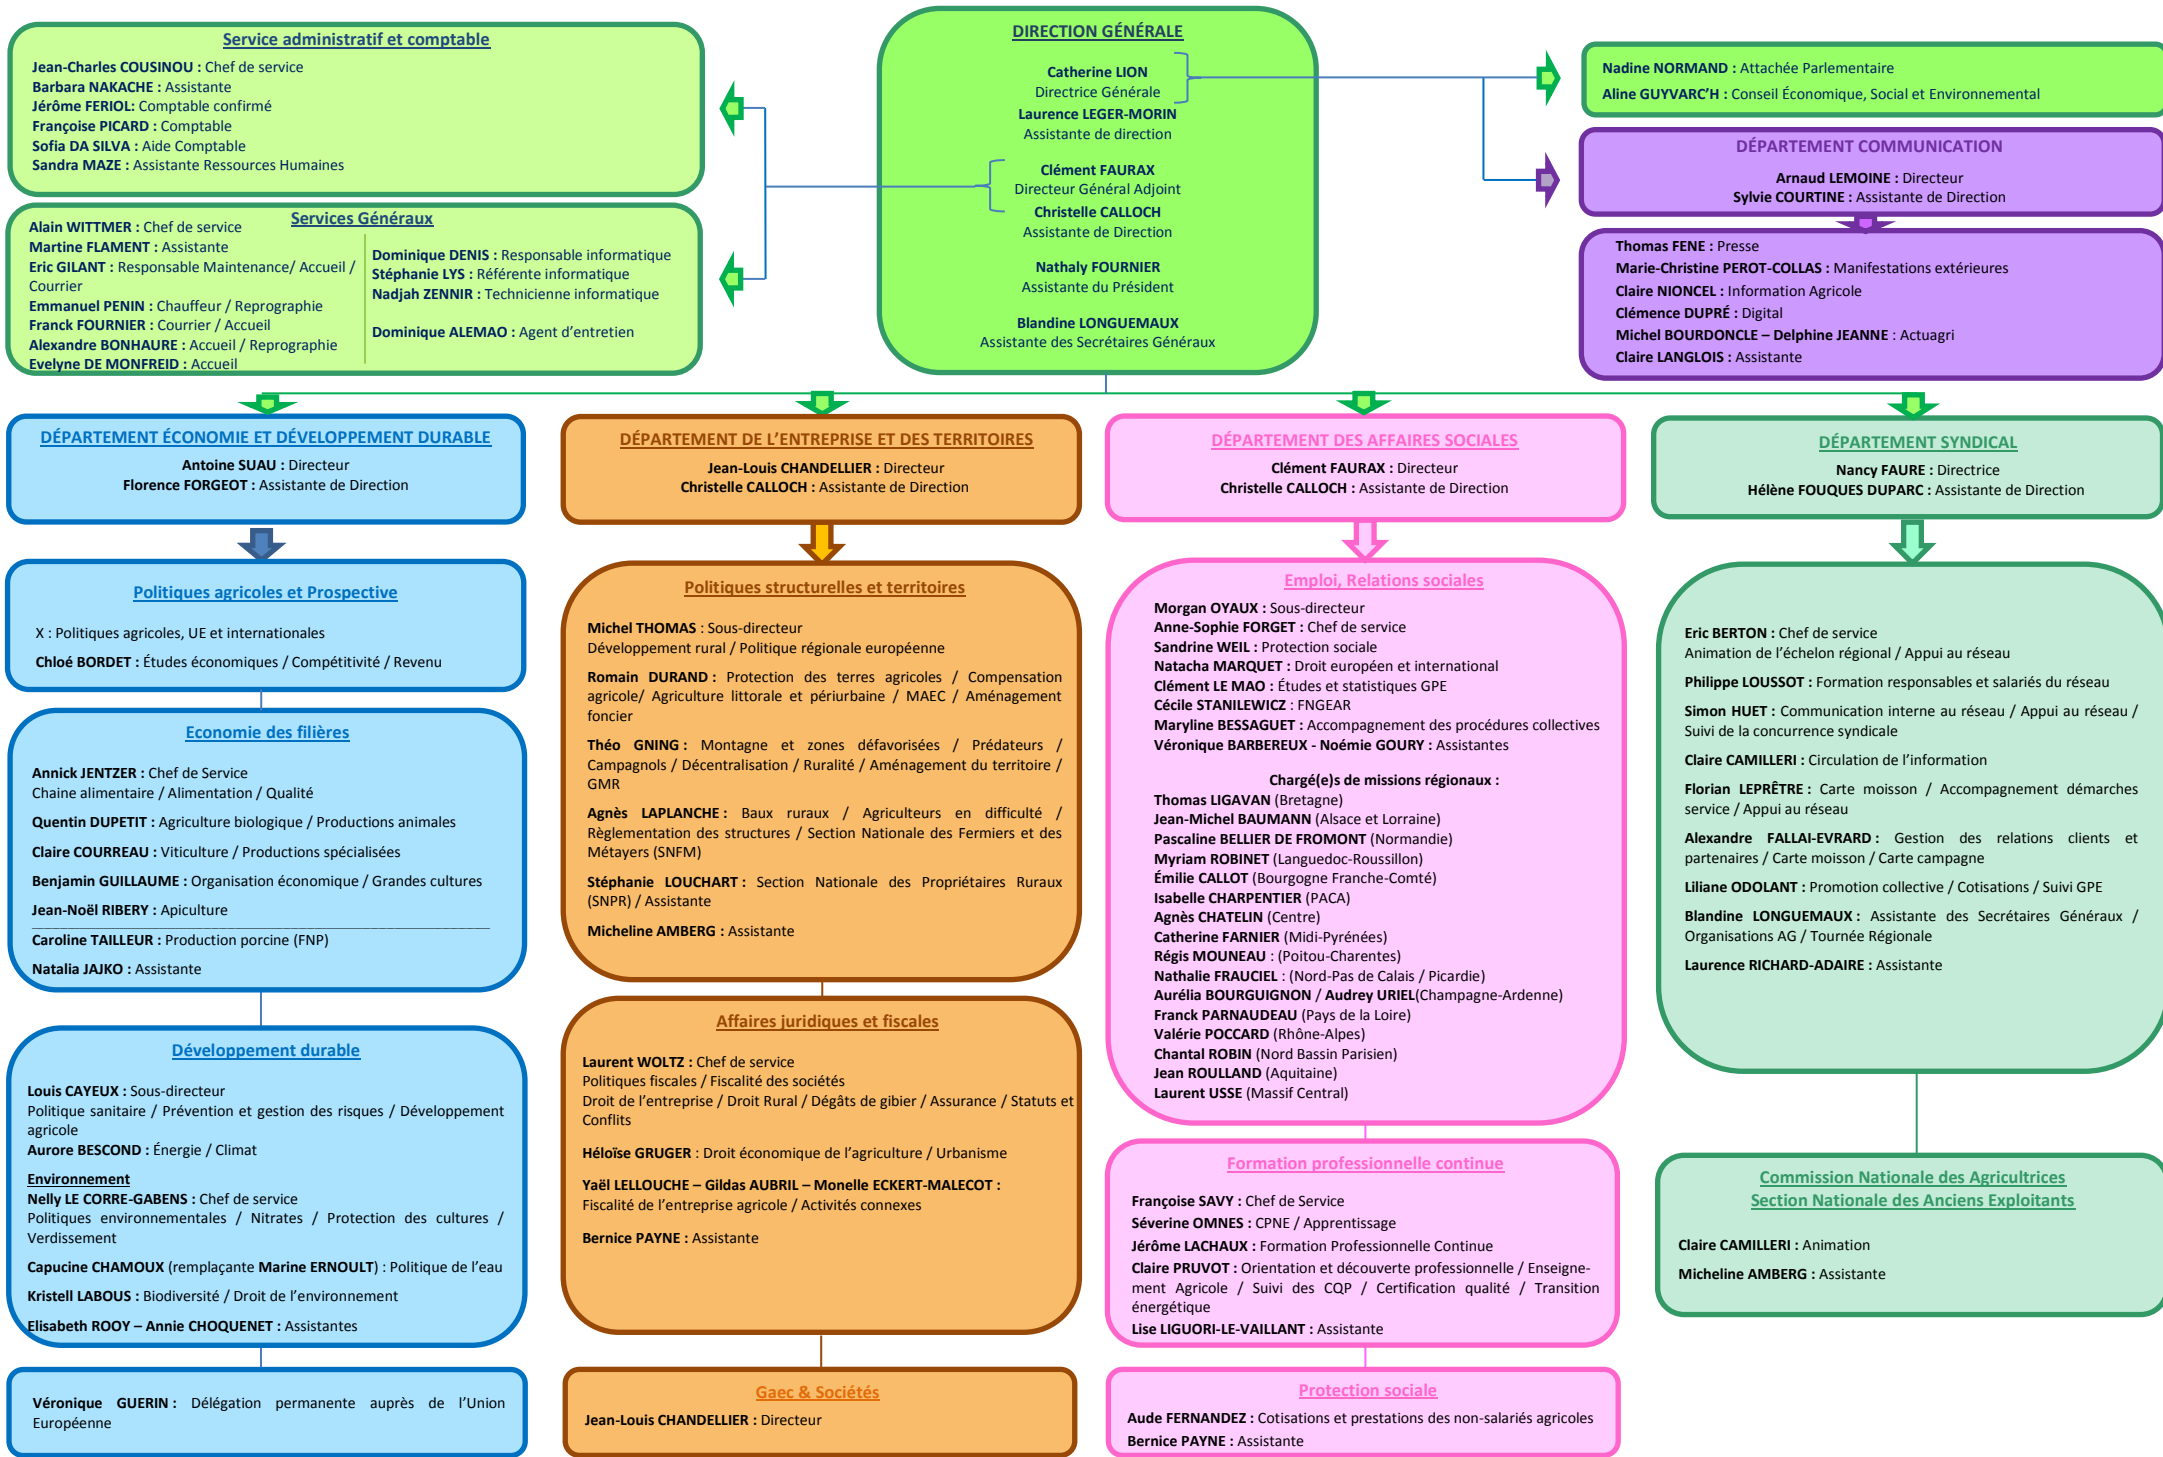 Service administratif et comptable
Jean-Charles COUSINOU : Chef de service
Barbara NAKACHE : Assistante
Jérôme FERIOL: Comptable confirmé
Françoise PICARD : Comptable
Sofia DA SILVA : Aide Comptable
Sandra MAZE : Assistante Ressources Humaines
Services Généraux
Alain WITTMER : Chef de service
Martine FLAMENT : Assistante
Eric GILANT : Responsable Maintenance/ Accueil /
Courrier
Emmanuel PENIN : Chauffeur / Reprographie
Franck FOURNIER : Courrier / Accueil
Alexandre BONHAURE : Accueil / Reprographie
Evelyne DE MONFREID : Accueil
Dominique DENIS : Responsable informatique
Stéphanie LYS : Référente informatique
Nadjah ZENNIR : Technicienne informatique
Dominique ALEMAO : Agent d'entretien
DIRECTION GÉNÉRALE
Catherine LION
Directrice Générale
Laurence LEGER-MORIN
Assistante de direction
Clément FAURAX
Directeur Général Adjoint
Christelle CALLOCH
Assistante de Direction
Nathaly FOURNIER
Assistante du Président
Blandine LONGUEMAUX
Assistante des Secrétaires Généraux
Nadine NORMAND : Attachée Parlementaire
Aline GUYVARC'H : Conseil Économique, Social et Environnemental
DÉPARTEMENT COMMUNICATION
Arnaud LEMOINE : Directeur
Sylvie COURTINE : Assistante de Direction
Thomas FENE : Presse
Marie-Christine PEROT-COLLAS : Manifestations extérieures
Claire NIONCEL : Information Agricole
Clémence DUPRÉ : Digital
Michel BOURDONCLE – Delphine JEANNE : Actuagri
Claire LANGLOIS : Assistante
DÉPARTEMENT ÉCONOMIE ET DÉVELOPPEMENT DURABLE
Antoine SUAU : Directeur
Florence FORGEOT : Assistante de Direction
Politiques agricoles et Prospective
X : Politiques agricoles, UE et internationales
Chloé BORDET : Études économiques / Compétitivité / Revenu
Economie des filières
Annick JENTZER : Chef de Service
Chaine alimentaire / Alimentation / Qualité
Quentin DUPETIT : Agriculture biologique / Productions animales
Claire COURREAU : Viticulture / Productions spécialisées
Benjamin GUILLAUME : Organisation économique / Grandes cultures
Jean-Noël RIBERY : Apiculture
Caroline TAILLEUR : Production porcine (FNP)
Natalia JAJKO : Assistante
Développement durable
Louis CAYEUX : Sous-directeur
Politique sanitaire / Prévention et gestion des risques / Développement
agricole
Aurore BESCOND : Énergie / Climat
Environnement
Nelly LE CORRE-GABENS : Chef de service
Politiques environnementales / Nitrates / Protection des cultures /
Verdissement
Capucine CHAMOUX (remplaçante Marine ERNOULT) : Politique de l'eau
Kristell LABOUS : Biodiversité / Droit de l'environnement
Elisabeth ROOY – Annie CHOQUENET : Assistantes
Véronique GUERIN : Délégation permanente auprès de l'Union
Européenne
DÉPARTEMENT DE L'ENTREPRISE ET DES TERRITOIRES
Jean-Louis CHANDELLIER : Directeur
Christelle CALLOCH : Assistante de Direction
Politiques structurelles et territoires
Michel THOMAS : Sous-directeur
Développement rural / Politique régionale européenne
Romain DURAND : Protection des terres agricoles / Compensation
agricole/ Agriculture littorale et périurbaine / MAEC / Aménagement
foncier
Théo GNING : Montagne et zones défavorisées / Prédateurs /
Campagnols / Décentralisation / Ruralité / Aménagement du territoire /
GMR
Agnès LAPLANCHE : Baux ruraux / Agriculteurs en difficulté /
Règlementation des structures / Section Nationale des Fermiers et des
Métayers (SNFM)
Stéphanie LOUCHART : Section Nationale des Propriétaires Ruraux
(SNPR) / Assistante
Micheline AMBERG : Assistante
Affaires juridiques et fiscales
Laurent WOLTZ : Chef de service
Politiques fiscales / Fiscalité des sociétés
Droit de l'entreprise / Droit Rural / Dégâts de gibier / Assurance / Statuts et
Conflits
Héloïse GRUGER : Droit économique de l'agriculture / Urbanisme
Yaël LELLOUCHE – Gildas AUBRIL – Monelle ECKERT-MALECOT :
Fiscalité de l'entreprise agricole / Activités connexes
Bernice PAYNE : Assistante
Gaec & Sociétés
Jean-Louis CHANDELLIER : Directeur
DÉPARTEMENT DES AFFAIRES SOCIALES
Clément FAURAX : Directeur
Christelle CALLOCH : Assistante de Direction
Emploi, Relations sociales
Morgan OYAUX : Sous-directeur
Anne-Sophie FORGET : Chef de service
Sandrine WEIL : Protection sociale
Natacha MARQUET : Droit européen et international
Clément LE MAO : Études et statistiques GPE
Cécile STANILEWICZ : FNGEAR
Maryline BESSAGUET : Accompagnement des procédures collectives
Véronique BARBEREUX - Noémie GOURY : Assistantes
Chargé(e)s de missions régionaux :
Thomas LIGAVAN (Bretagne)
Jean-Michel BAUMANN (Alsace et Lorraine)
Pascaline BELLIER DE FROMONT (Normandie)
Myriam ROBINET (Languedoc-Roussillon)
Émilie CALLOT (Bourgogne Franche-Comté)
Isabelle CHARPENTIER (PACA)
Agnès CHATELIN (Centre)
Catherine FARNIER (Midi-Pyrénées)
Régis MOUNEAU : (Poitou-Charentes)
Nathalie FRAUCIEL : (Nord-Pas de Calais / Picardie)
Aurélia BOURGUIGNON / Audrey URIEL(Champagne-Ardenne)
Franck PARNAUDEAU (Pays de la Loire)
Valérie POCCARD (Rhône-Alpes)
Chantal ROBIN (Nord Bassin Parisien)
Jean ROULLAND (Aquitaine)
Laurent USSE (Massif Central)
Formation professionnelle continue
Françoise SAVY : Chef de Service
Séverine OMNES : CPNE / Apprentissage
Jérôme LACHAUX : Formation Professionnelle Continue
Claire PRUVOT : Orientation et découverte professionnelle / Enseigne-
ment Agricole / Suivi des CQP / Certification qualité / Transition
énergétique
Lise LIGUORI-LE-VAILLANT : Assistante
Protection sociale
Aude FERNANDEZ : Cotisations et prestations des non-salariés agricoles
Bernice PAYNE : Assistante
DÉPARTEMENT SYNDICAL
Nancy FAURE : Directrice
Hélène FOUQUES DUPARC : Assistante de Direction
Eric BERTON : Chef de service
Animation de l'échelon régional / Appui au réseau
Philippe LOUSSOT : Formation responsables et salariés du réseau
Simon HUET : Communication interne au réseau / Appui au réseau /
Suivi de la concurrence syndicale
Claire CAMILLERI : Circulation de l'information
Florian LEPRÊTRE : Carte moisson / Accompagnement démarches
service / Appui au réseau
Alexandre FALLAI-EVRARD : Gestion des relations clients et
partenaires / Carte moisson / Carte campagne
Liliane ODOLANT : Promotion collective / Cotisations / Suivi GPE
Blandine LONGUEMAUX : Assistante des Secrétaires Généraux /
Organisations AG / Tournée Régionale
Laurence RICHARD-ADAIRE : Assistante
Commission Nationale des Agricultrices
Section Nationale des Anciens Exploitants
Claire CAMILLERI : Animation
Micheline AMBERG : Assistante